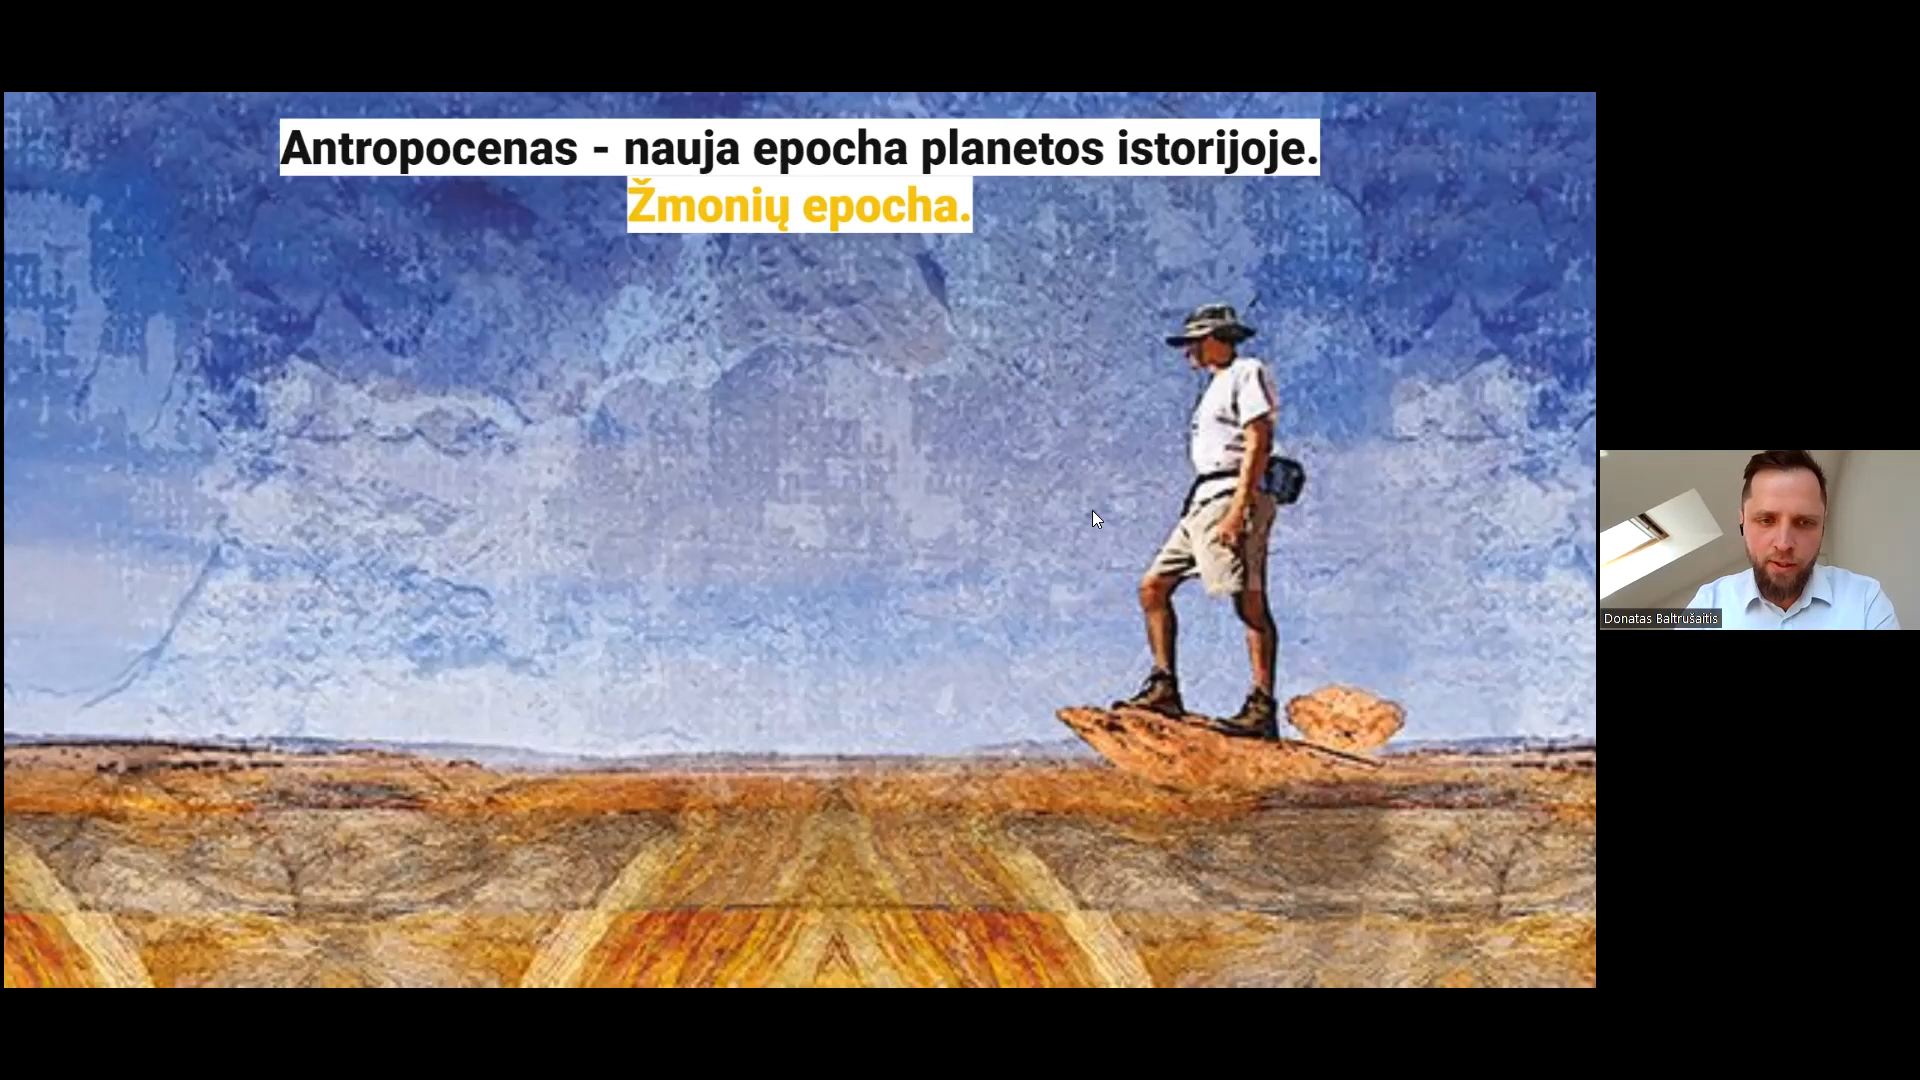 Antropocenas - nauja epocha planetos istorijoje.
Žmonių epocha.
Donatas Baltrušaitis